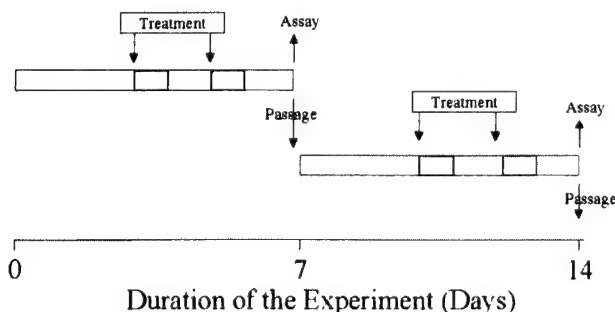 Assay
Treatment
Passage
Assay
Treatment
Passage
0 7 14
Duration of the Experiment (Days)